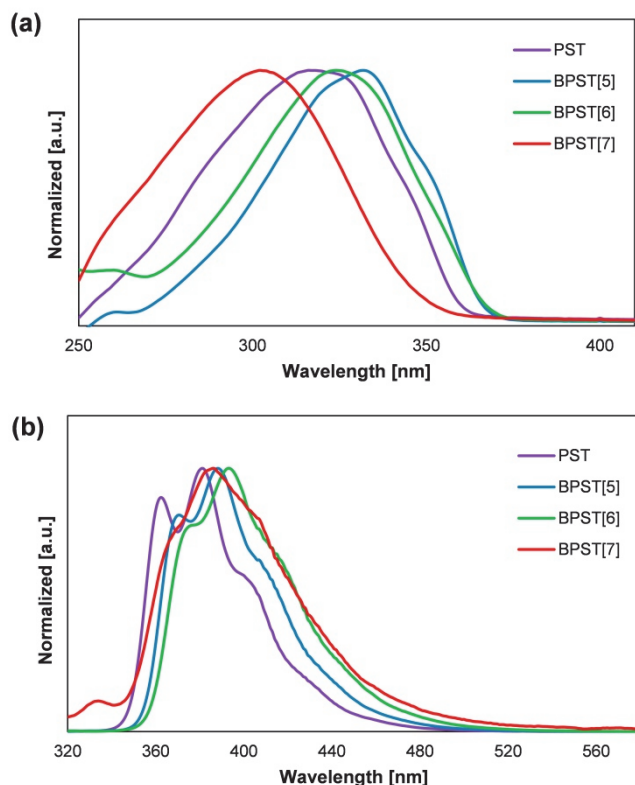 (a)
PST
BPST[5]
BPST[6]
BPST[7]
Normalized [a.u.]
250
300
350
400
Wavelength [nm]
(b)
PST
BPST[5]
BPST[6]
BPST[7]
Normalized [a.u.]
320
360
400
440
480
520
560
Wavelength [nm]